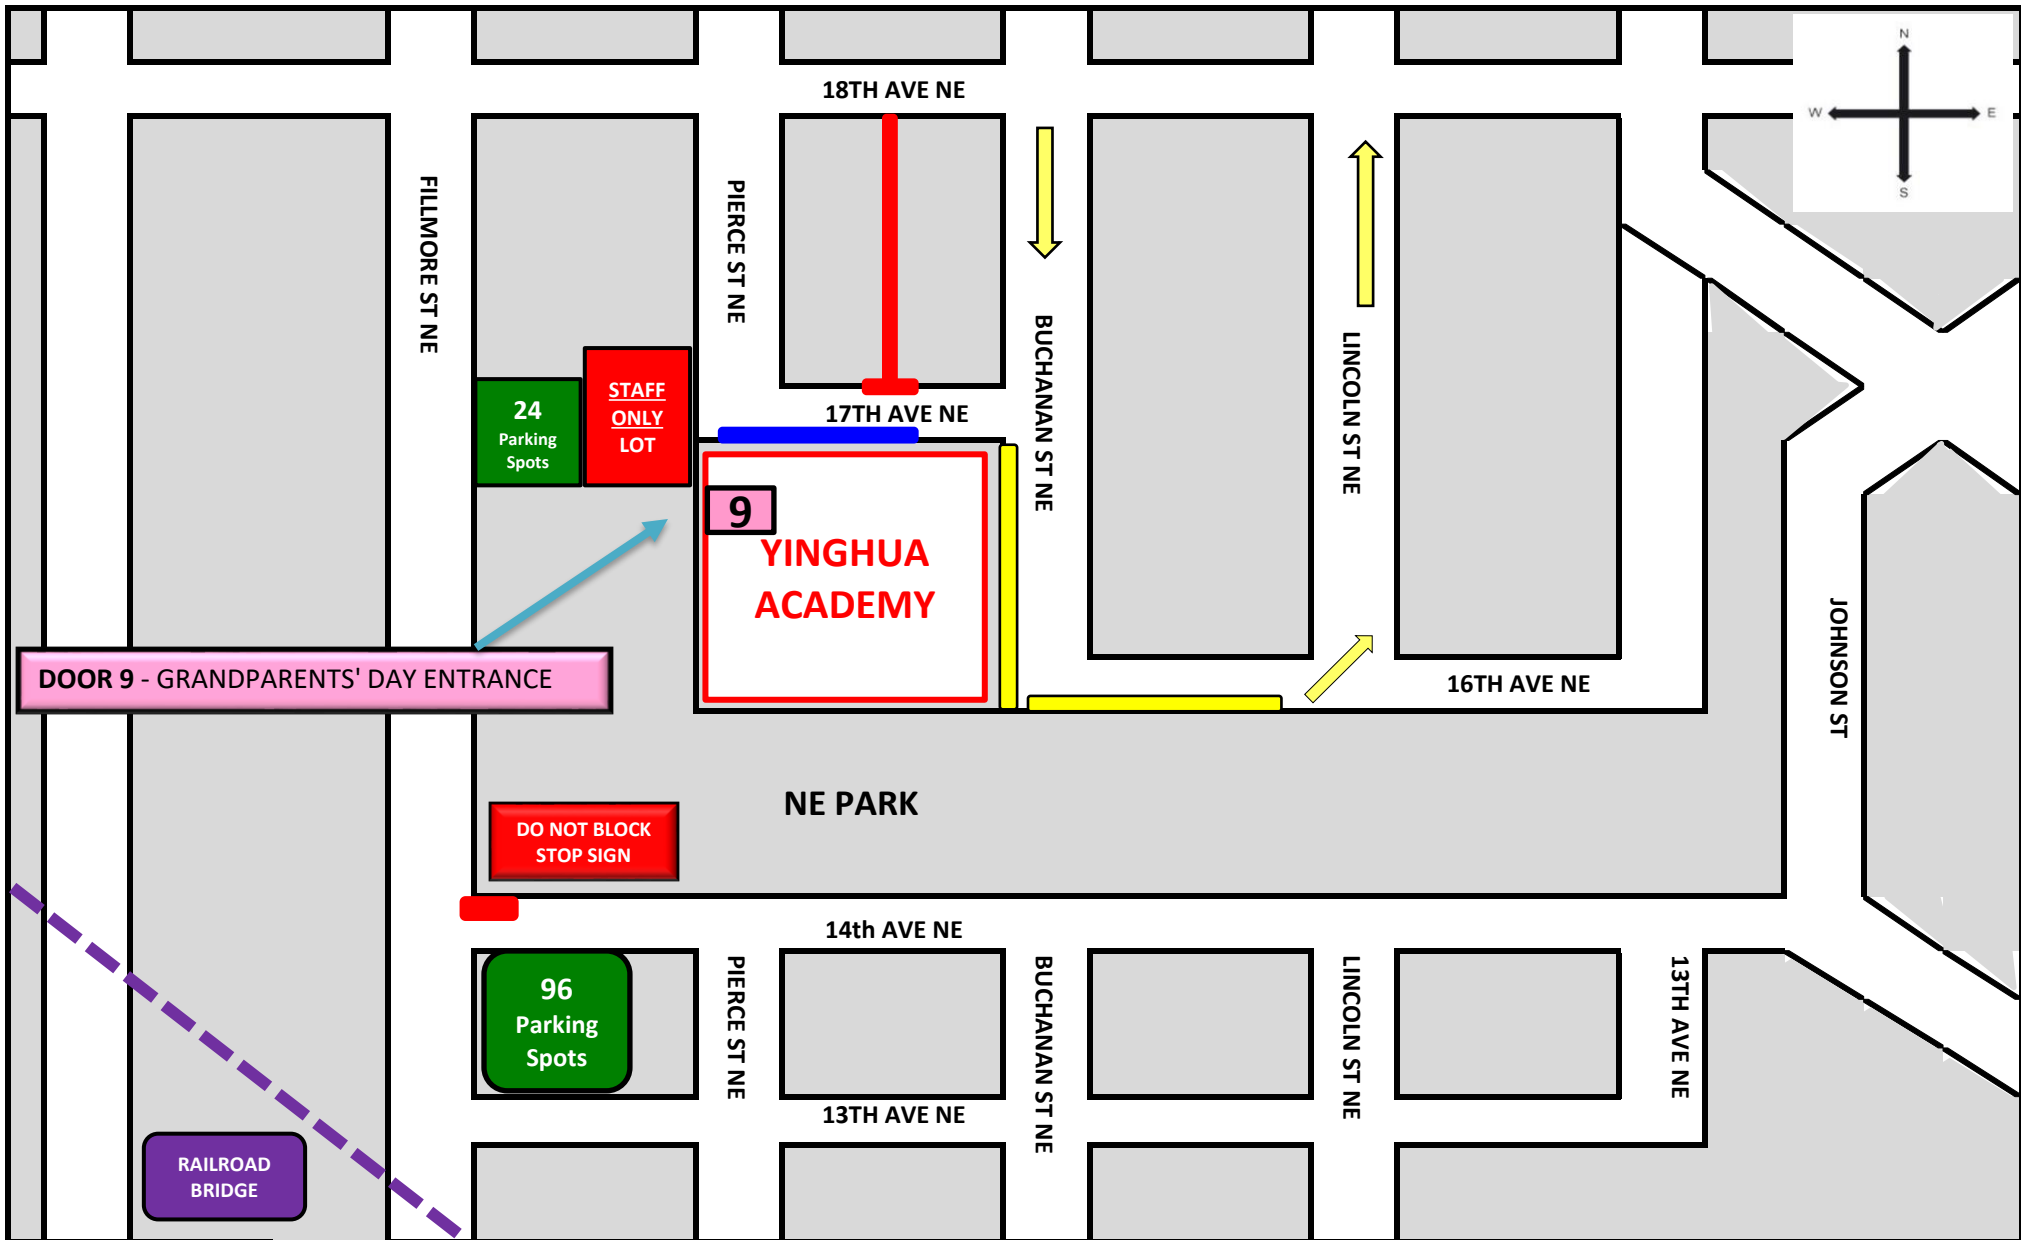 N
W
E
S
18TH AVE NE
FILLMORE ST NE
PIERCE ST NE
BUCHANAN ST NE
LINCOLN ST NE
JOHNSON ST
24
Parking
Spots
STAFF
ONLY
LOT
17TH AVE NE
9
YINGHUA
ACADEMY
DOOR 9 - GRANDPARENTS' DAY ENTRANCE
16TH AVE NE
NE PARK
DO NOT BLOCK
STOP SIGN
14th AVE NE
96
Parking
Spots
PIERCE ST NE
BUCHANAN ST NE
LINCOLN ST NE
13TH AVE NE
13TH AVE NE
RAILROAD
BRIDGE